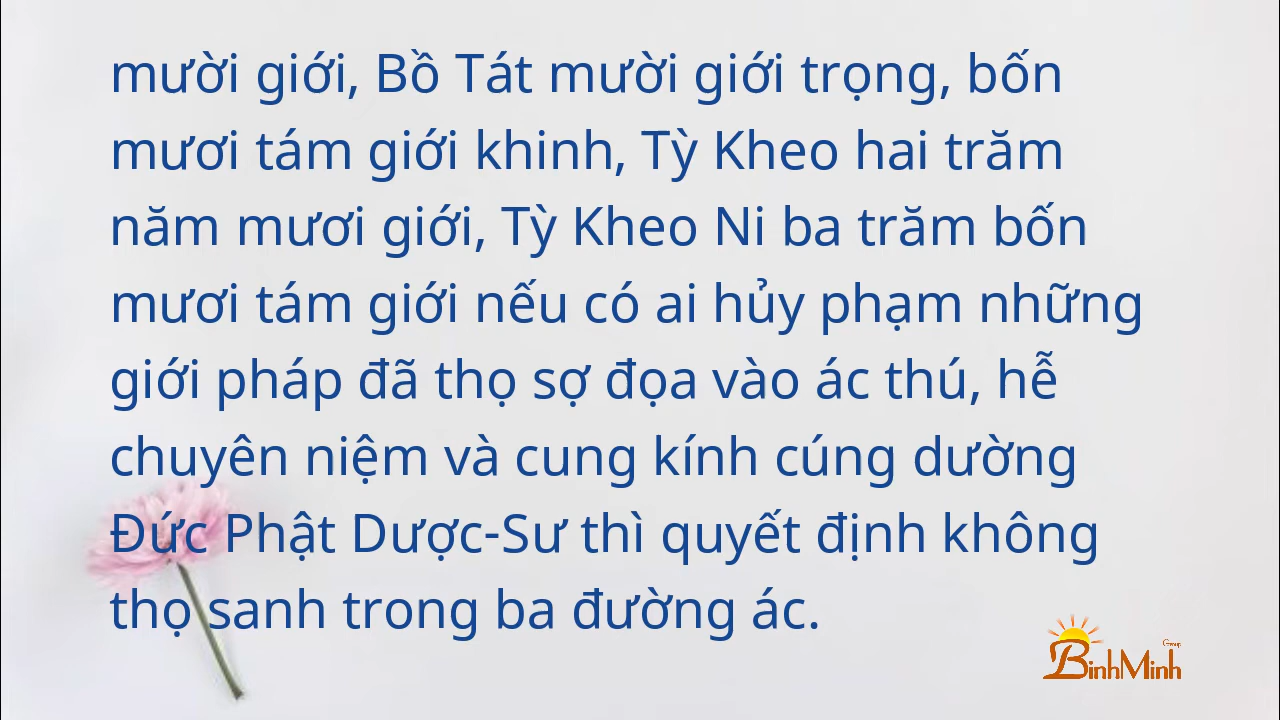 mười giới, Bồ Tát mười giới trọng, bốn
mươi tám giới khinh, Tỳ Kheo hai trăm
năm mươi giới, Tỳ Kheo Ni ba trăm bốn
mươi tám giới nếu có ai hủy phạm những
giới pháp đã thọ sợ đọa vào ác thú, hễ
chuyên niệm và cung kính cúng dường
Đức Phật Dược-Sư thì quyết định không
thọ sanh trong ba đường ác.
Group
BinhMinh